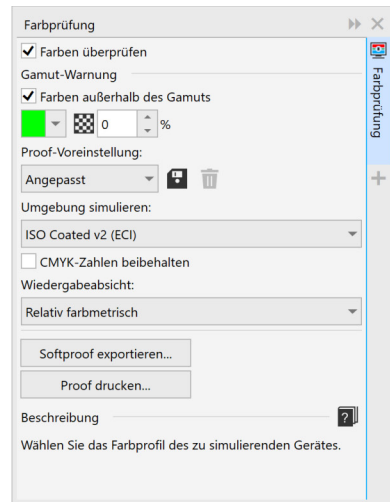 Farbprüfung
Farben überprüfen
Farbprüfung
Gamut-Warnung
Farben außerhalb des Gamuts
0 %
Proof-Voreinstellung:
Angepasst
Umgebung simulieren:
ISO Coated v2 (ECI)
CMYK-Zahlen beibehalten
Wiedergabeabsicht:
Relativ farbmetrisch
Softproof exportieren...
Proof drucken...
Beschreibung ?
Wählen Sie das Farbprofil des zu simulierenden Gerätes.